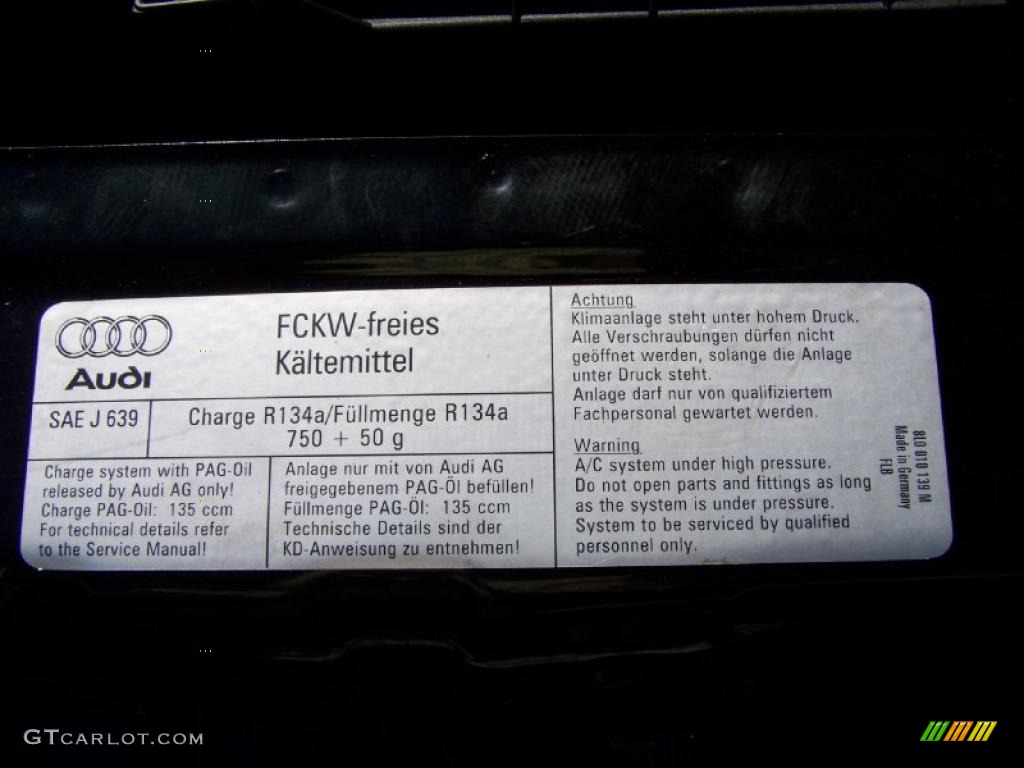 Audi
FCKW-freies
Kältemittel
SAE J 639
Charge R134a/Füllmenge R134a
750 + 50 g
Charge system with PAG-Oil
released by Audi AG only!
Charge PAG-Oil: 135 ccm
For technical details refer
to the Service Manual!
Anlage nur mit von Audi AG
freigegebenem PAG-Öl befüllen!
Füllmenge PAG-Öl: 135 ccm
Technische Details sind der
KD-Anweisung zu entnehmen!
Achtung
Klimaanlage steht unter hohem Druck.
Alle Verschraubungen dürfen nicht
geöffnet werden, solange die Anlage
unter Druck steht.
Anlage darf nur von qualifiziertem
Fachpersonal gewartet werden.
Warning
A/C system under high pressure.
Do not open parts and fittings as long
as the system is under pressure.
System to be serviced by qualified
personnel only.
8L0 010 139 M
Made in Germany
FLB
GTCARLOT.COM